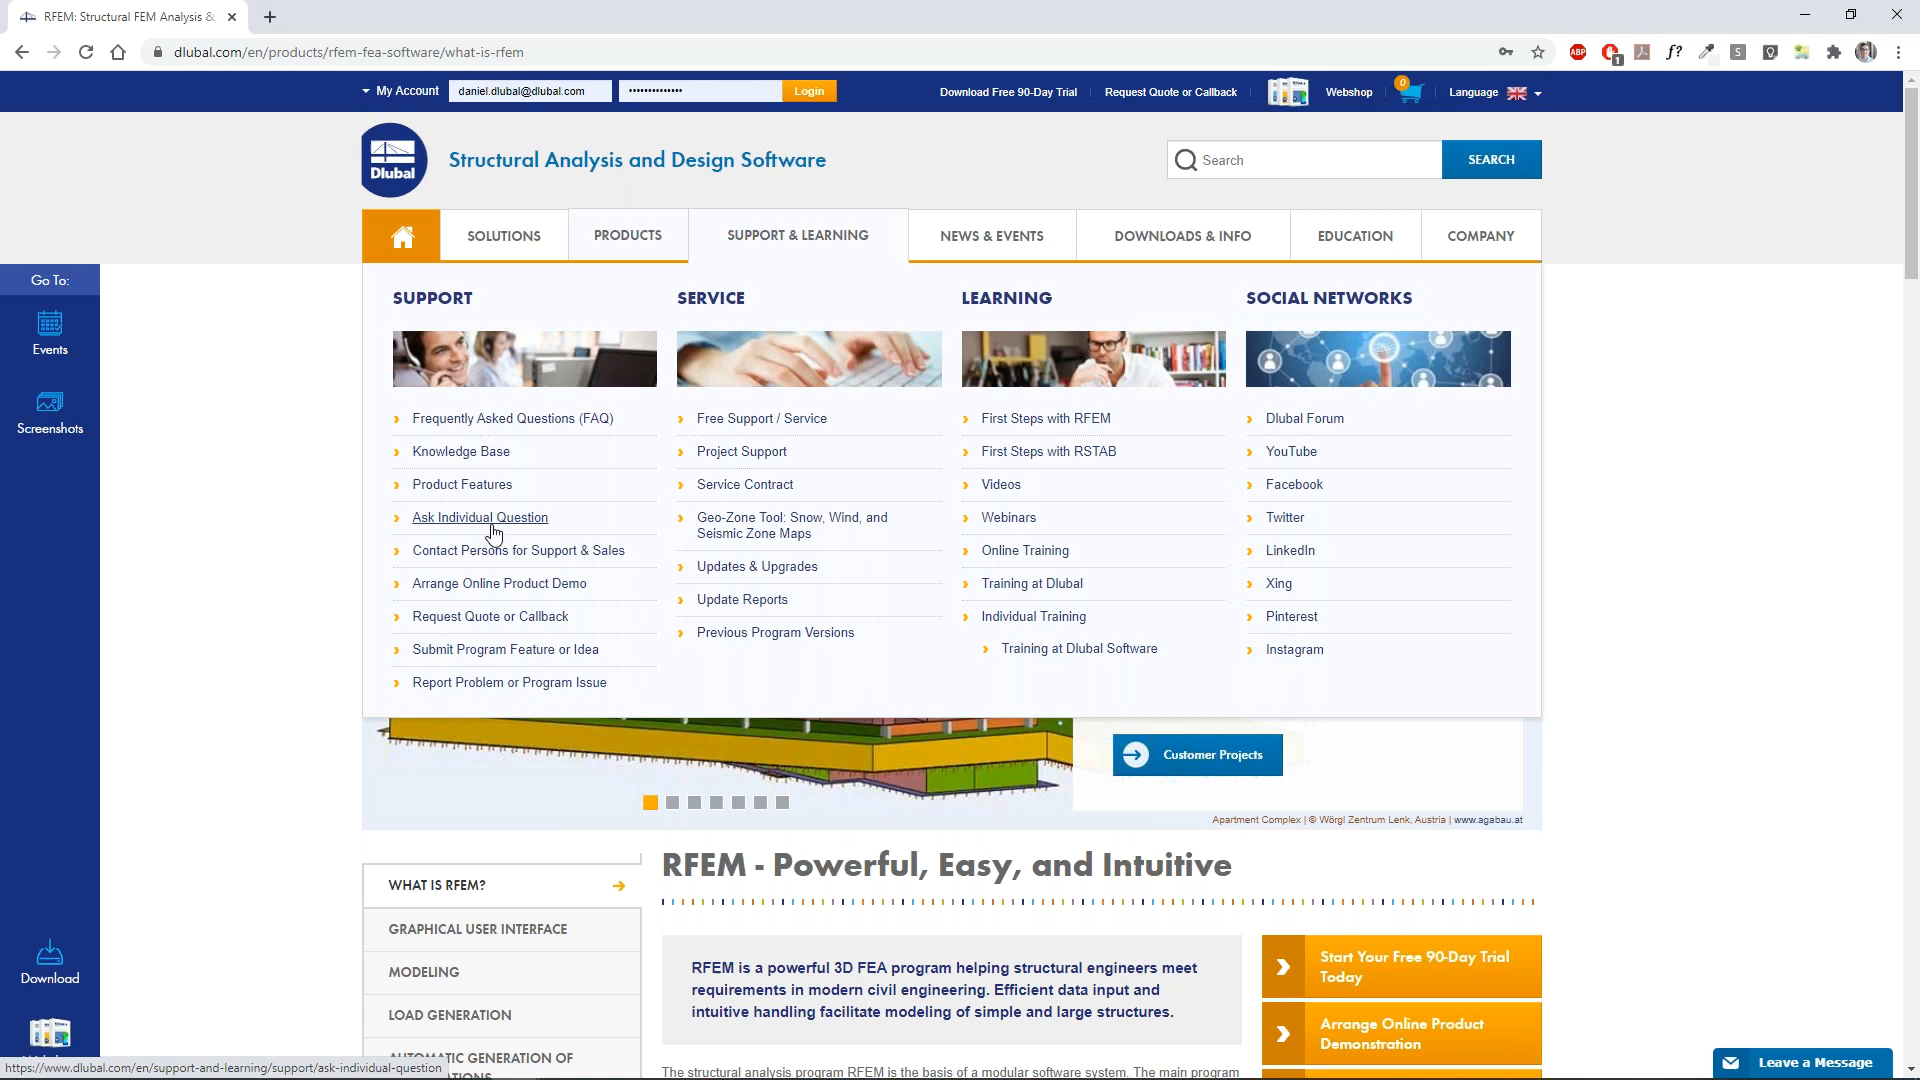 RFEM: Structural FEM Analysis &
dlubal.com/en/products/rfem-fea-software/what-is-rfem
ABP
1
f?
S
My Account
daniel.dlubal@dlubal.com
••••••••••••••
Login
Download Free 90-Day Trial
Request Quote or Callback
Webshop
0
Language
Dlubal
Structural Analysis and Design Software
Search
SEARCH
SOLUTIONS
PRODUCTS
SUPPORT & LEARNING
NEWS & EVENTS
DOWNLOADS & INFO
EDUCATION
COMPANY
Go To:
Events
Screenshots
Download
SUPPORT
Frequently Asked Questions (FAQ)
Knowledge Base
Product Features
Ask Individual Question
Contact Persons for Support & Sales
Arrange Online Product Demo
Request Quote or Callback
Submit Program Feature or Idea
Report Problem or Program Issue
SERVICE
Free Support / Service
Project Support
Service Contract
Geo-Zone Tool: Snow, Wind, and
Seismic Zone Maps
Updates & Upgrades
Update Reports
Previous Program Versions
LEARNING
First Steps with RFEM
First Steps with RSTAB
Videos
Webinars
Online Training
Training at Dlubal
Individual Training
Training at Dlubal Software
SOCIAL NETWORKS
Dlubal Forum
YouTube
Facebook
Twitter
LinkedIn
Xing
Pinterest
Instagram
Customer Projects
Apartment Complex | © Wörgl Zentrum Lenk, Austria | www.agabau.at
WHAT IS RFEM?
GRAPHICAL USER INTERFACE
MODELING
LOAD GENERATION
AUTOMATIC GENERATION OF
RFEM - Powerful, Easy, and Intuitive
RFEM is a powerful 3D FEA program helping structural engineers meet
requirements in modern civil engineering. Efficient data input and
intuitive handling facilitate modeling of simple and large structures.
The structural analysis program RFEM is the basis of a modular software system. The main program
Start Your Free 90-Day Trial
Today
Arrange Online Product
Demonstration
Leave a Message
https://www.dlubal.com/en/support-and-learning/support/ask-individual-question